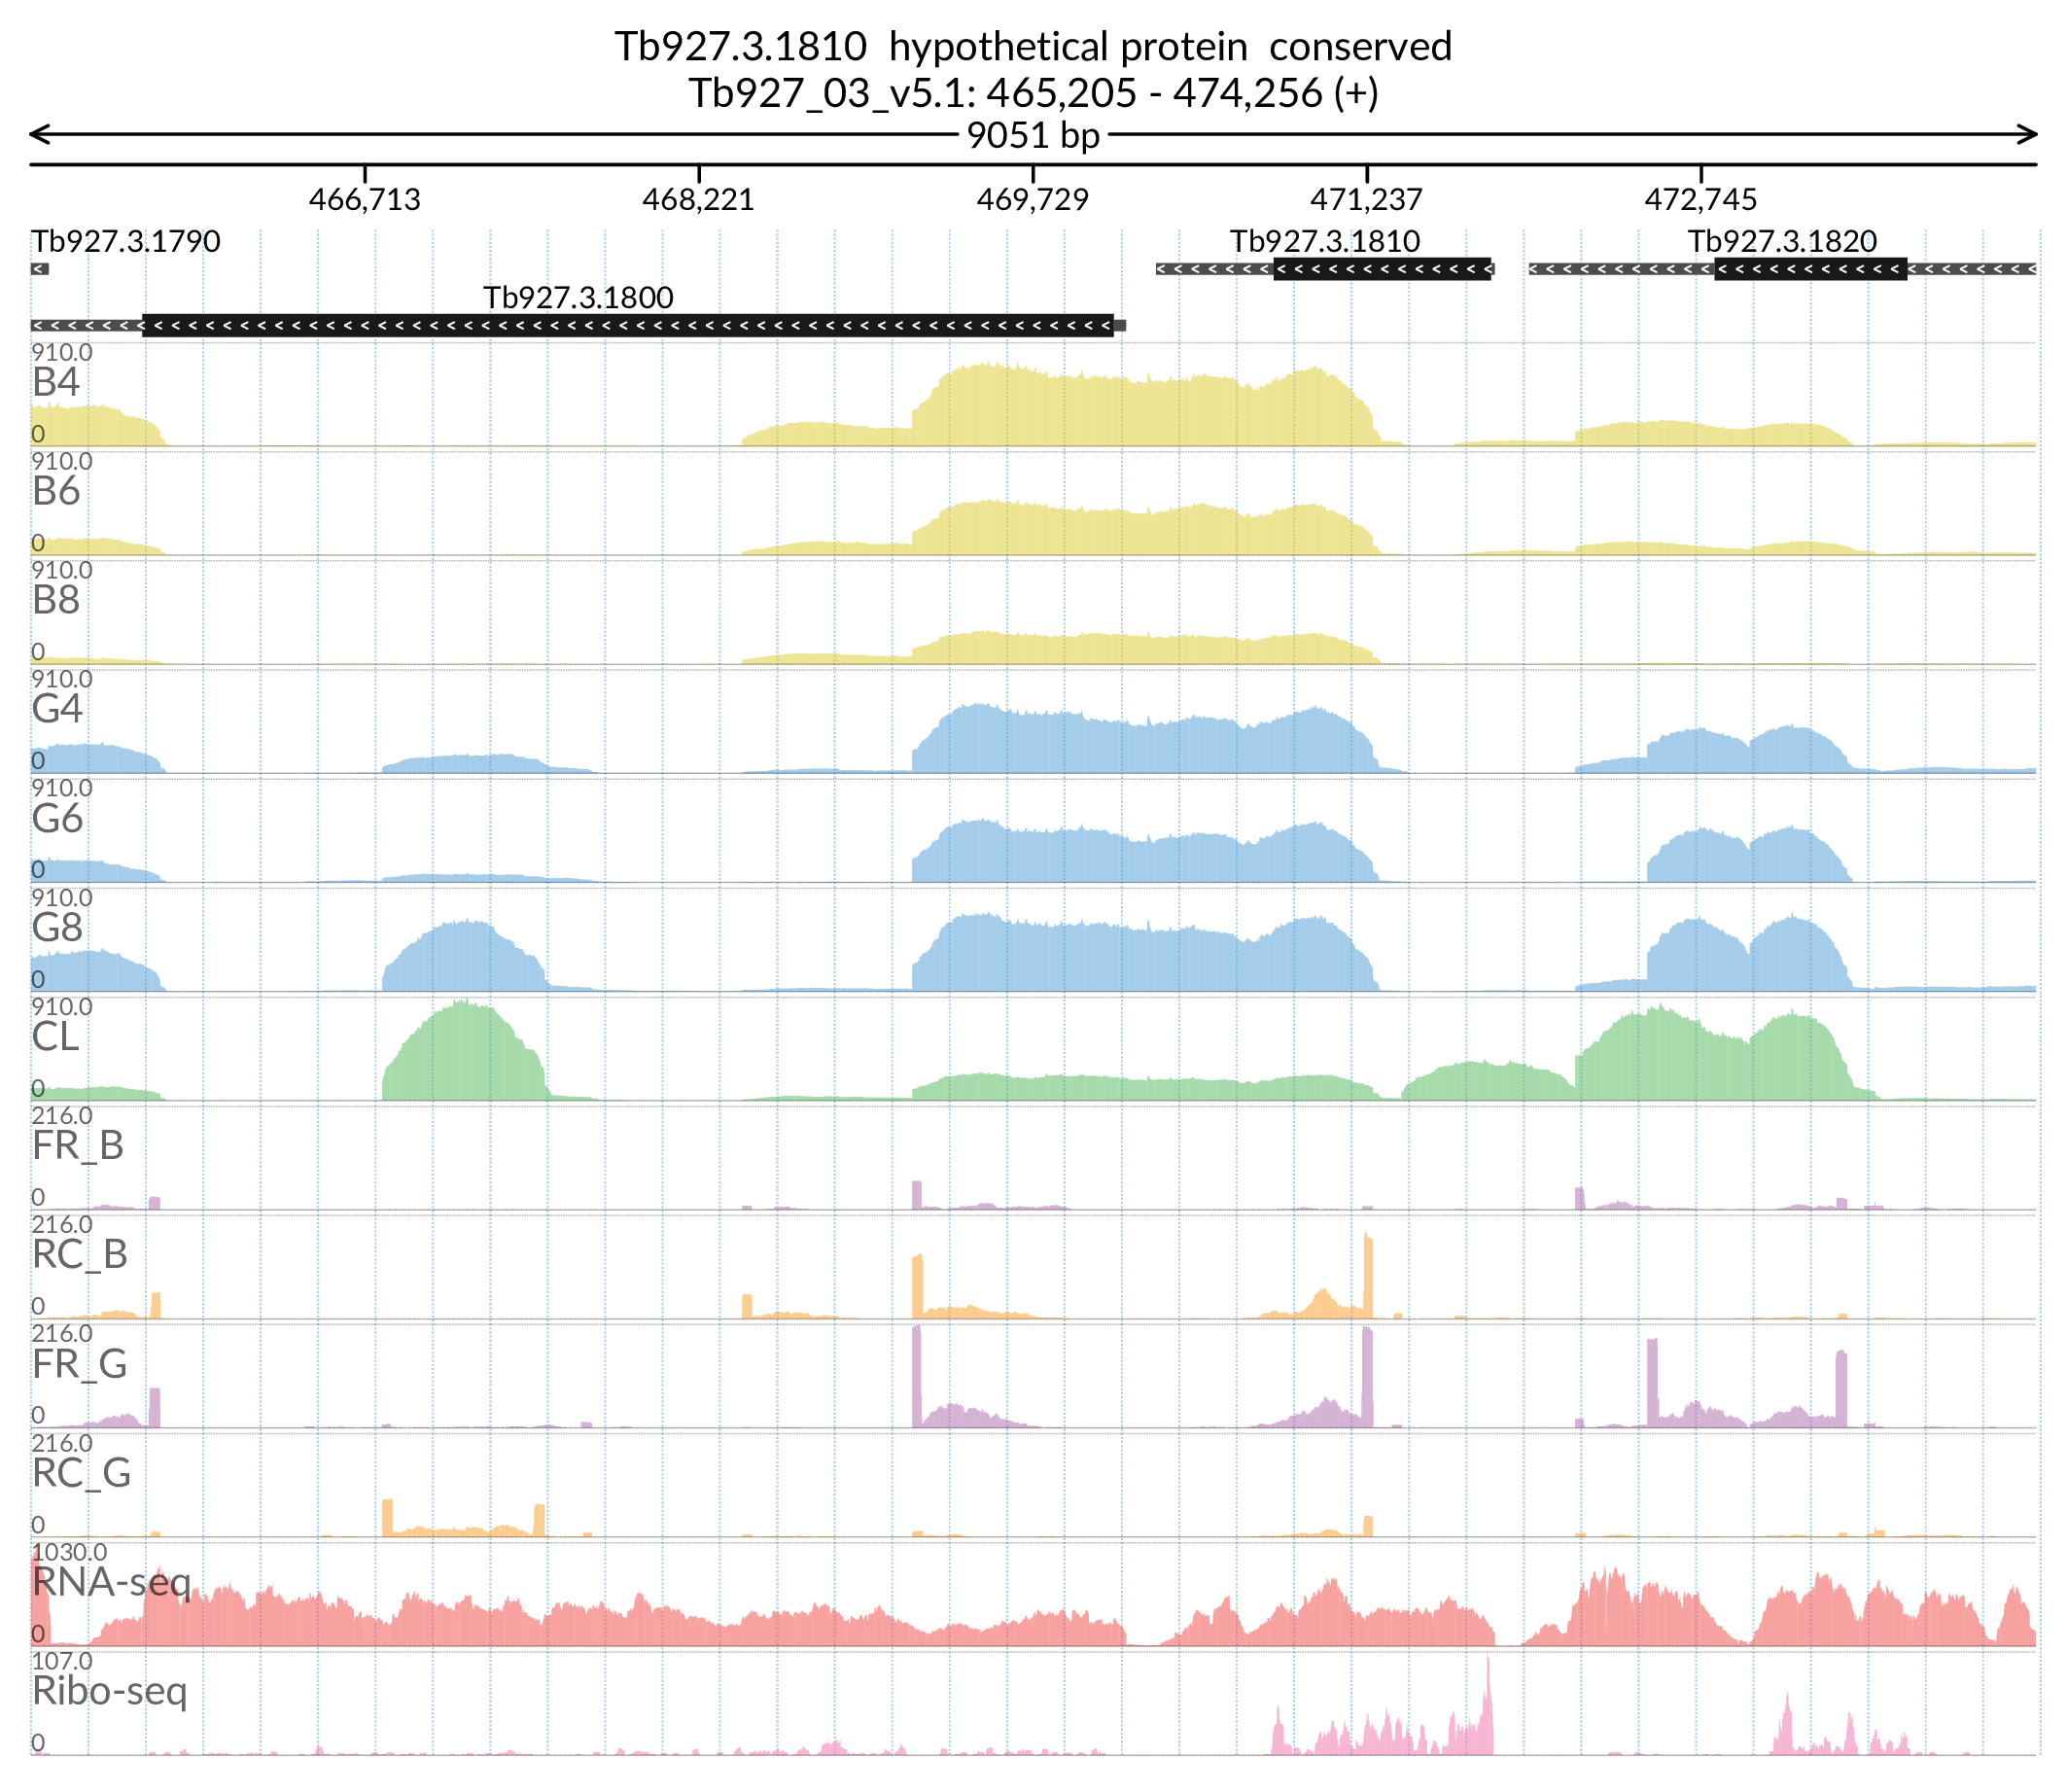 Tb927.3.1810 hypothetical protein conserved
Tb927_03_v5.1: 465,205 - 474,256 (+)
9051 bp
466,713 468,221 469,729 471,237 472,745
Tb927.3.1790 Tb927.3.1810 Tb927.3.1820
Tb927.3.1800
910.0
B4
0
910.0
B6
0
910.0
B8
0
910.0
G4
0
910.0
G6
0
910.0
G8
0
910.0
CL
0
216.0
FR_B
0
216.0
RC_B
0
216.0
FR_G
0
216.0
RC_G
0
1030.0
RNA-seq
0
107.0
Ribo-seq
0